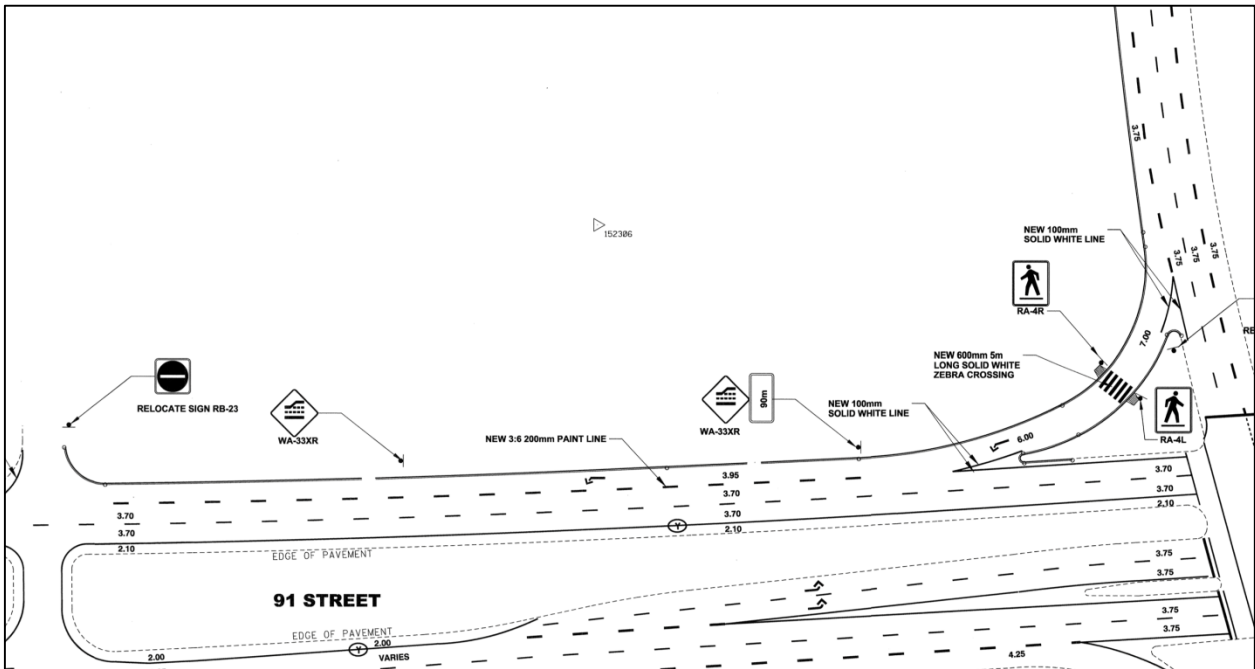 3.75
152306
NEW 100mm
SOLID WHITE LINE
3.75
3.75
3.75
RA-4R
7.00
RE
NEW 600mm 5m
LONG SOLID WHITE
ZEBRA CROSSING
RELOCATE SIGN RB-23
WA-33XR
90m
WA-33XR
NEW 100mm
SOLID WHITE LINE
NEW 3:6 200mm PAINT LINE
6.00
RA-4L
3.95
3.70
3.70
3.70
3.70
2.10
3.70
3.70
2.10
Y
2.10
EDGE OF PAVEMENT
3.75
3.75
91 STREET
3.75
3.75
EDGE OF PAVEMENT
2.00
Y
2.00
VARIES
4.25